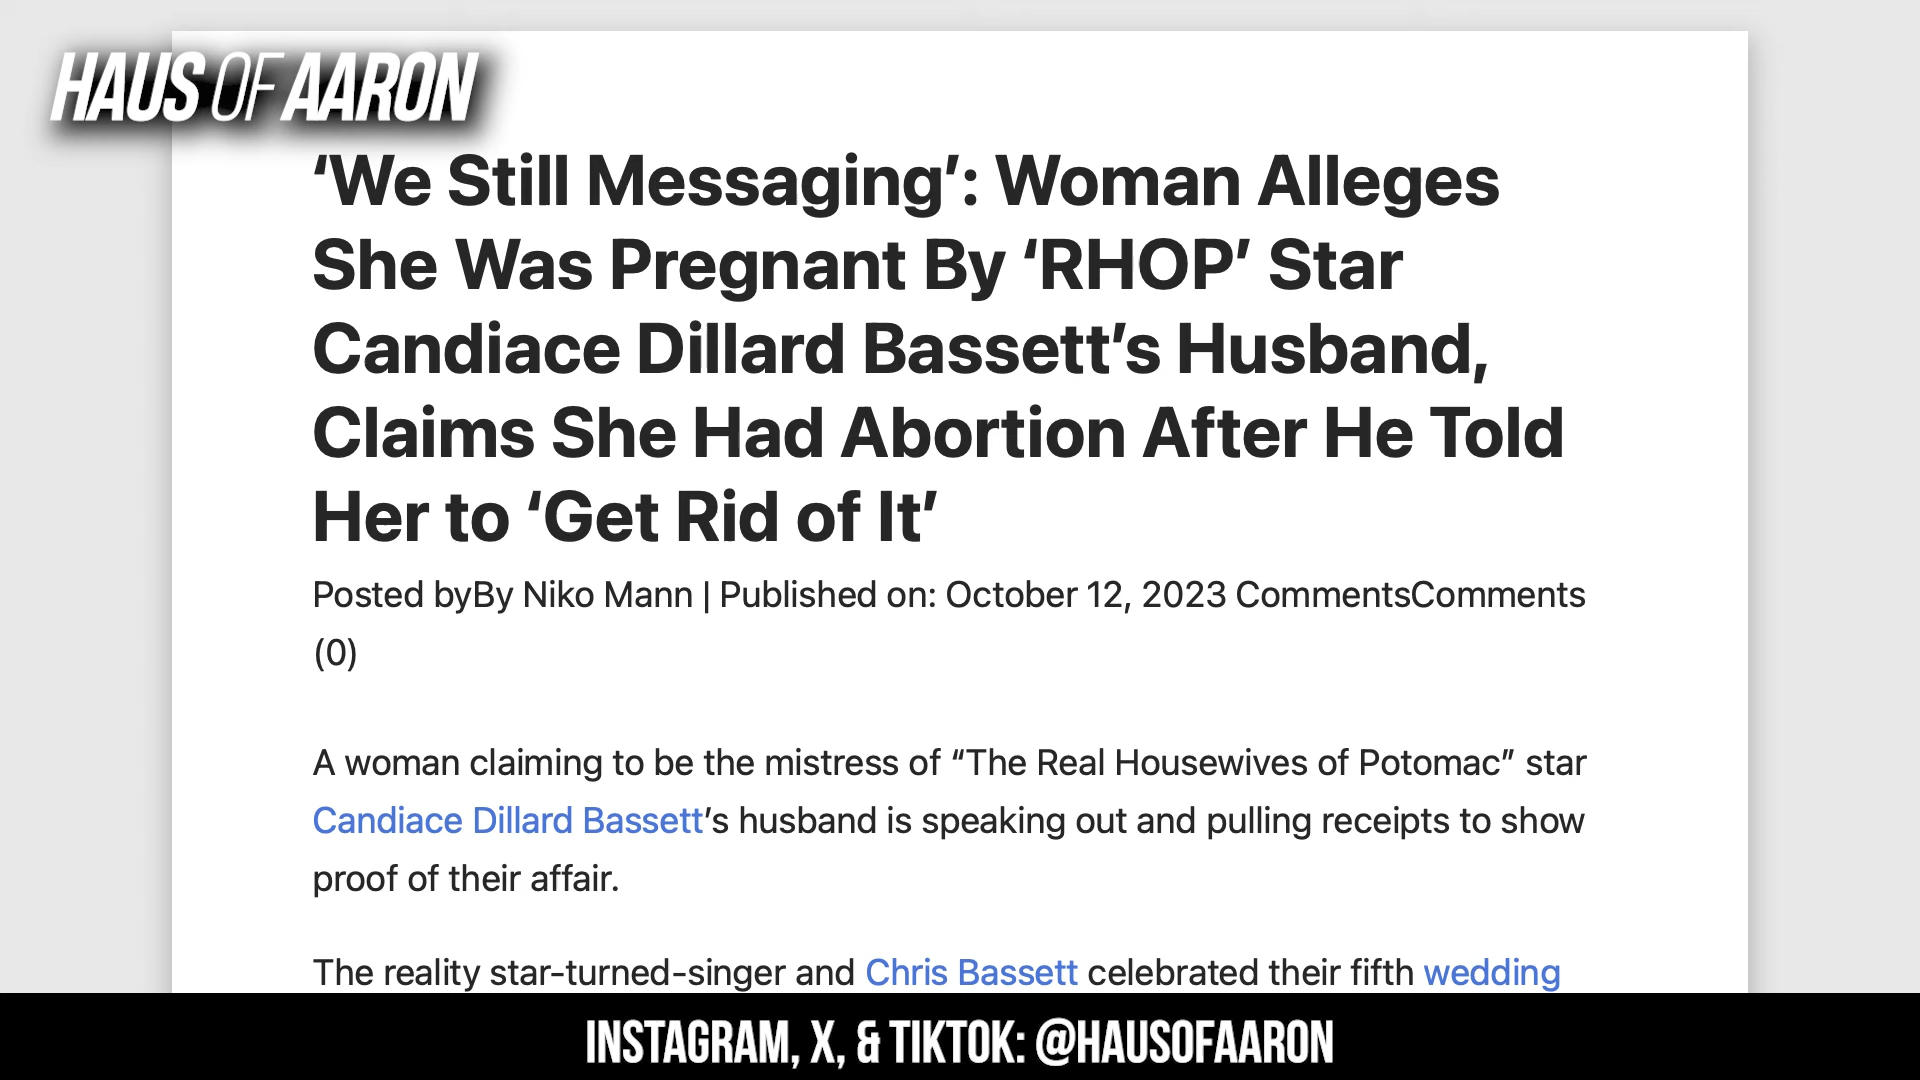 HAUS OF AARON
‘We Still Messaging’: Woman Alleges
She Was Pregnant By ‘RHOP’ Star
Candiace Dillard Bassett’s Husband,
Claims She Had Abortion After He Told
Her to ‘Get Rid of It’
Posted byBy Niko Mann | Published on: October 12, 2023 CommentsComments
(0)
A woman claiming to be the mistress of “The Real Housewives of Potomac” star
Candiace Dillard Bassett’s husband is speaking out and pulling receipts to show
proof of their affair.
The reality star-turned-singer and Chris Bassett celebrated their fifth wedding
INSTAGRAM, X, & TIKTOK: @HAUSOFAARON